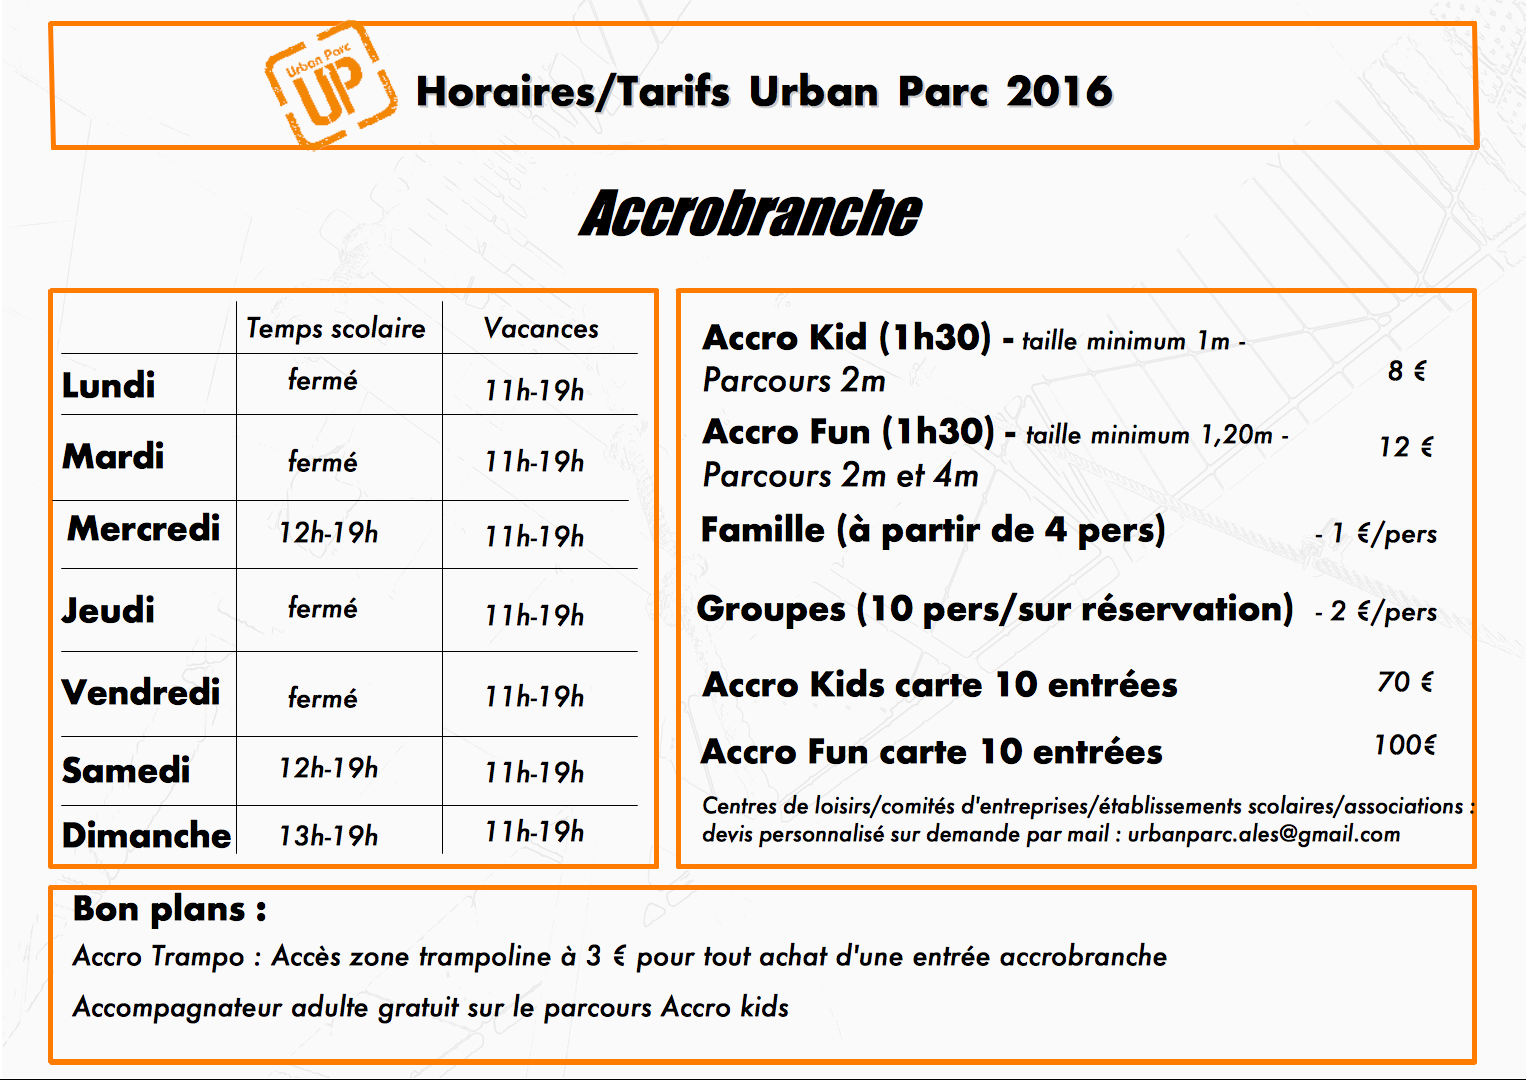 Urban Parc
UP
Horaires/Tarifs Urban Parc 2016
Accrobranche
Temps scolaire Vacances
Lundi fermé 11h-19h
Mardi fermé 11h-19h
Mercredi 12h-19h 11h-19h
Jeudi fermé 11h-19h
Vendredi fermé 11h-19h
Samedi 12h-19h 11h-19h
Dimanche 13h-19h 11h-19h
Accro Kid (1h30) - taille minimum 1m -
Parcours 2m
8 €
Accro Fun (1h30) - taille minimum 1,20m -
Parcours 2m et 4m
12 €
Famille (à partir de 4 pers) - 1 €/pers
Groupes (10 pers/sur réservation) - 2 €/pers
Accro Kids carte 10 entrées 70 €
Accro Fun carte 10 entrées 100€
Centres de loisirs/comités d'entreprises/établissements scolaires/associations :
devis personnalisé sur demande par mail : urbanparc.ales@gmail.com
Bon plans :
Accro Trampo : Accès zone trampoline à 3 € pour tout achat d'une entrée accrobranche
Accompagnateur adulte gratuit sur le parcours Accro kids